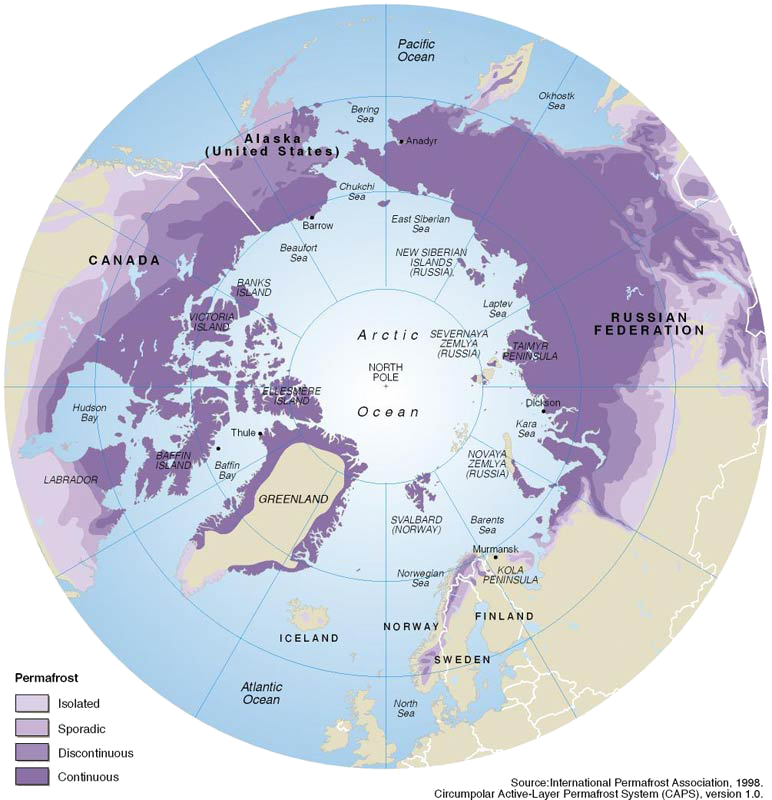 Pacific
Ocean
Okhostk
Sea
Bering
Sea
Alaska
(United States)
Anadyr
Chukchi
Sea
Barrow
East Siberian
Sea
Beaufort
Sea
CANADA
NEW SIBERIAN
ISLANDS
(RUSSIA)
BANKS
ISLAND
Laptev
Sea
VICTORIA
ISLAND
RUSSIAN
FEDERATION
Arctic
SEVERNAYA
ZEMLYA
(RUSSIA)
TAIMYR
PENINSULA
NORTH
POLE
ELLESMERE
ISLAND
Ocean
Dickson
Hudson
Bay
Kara
Sea
Thule
BAFFIN
ISLAND
Baffin
Bay
NOVAYA
ZEMLYA
(RUSSIA)
LABRADOR
GREENLAND
SVALBARD
(NORWAY)
Barents
Sea
Murmansk
Norwegian
Sea
KOLA
PENINSULA
ICELAND
NORWAY
FINLAND
SWEDEN
Atlantic
Ocean
North
Sea
Permafrost
Isolated
Sporadic
Discontinuous
Continuous
Source:International Permafrost Association, 1998.
Circumpolar Active-Layer Permafrost System (CAPS), version 1.0.